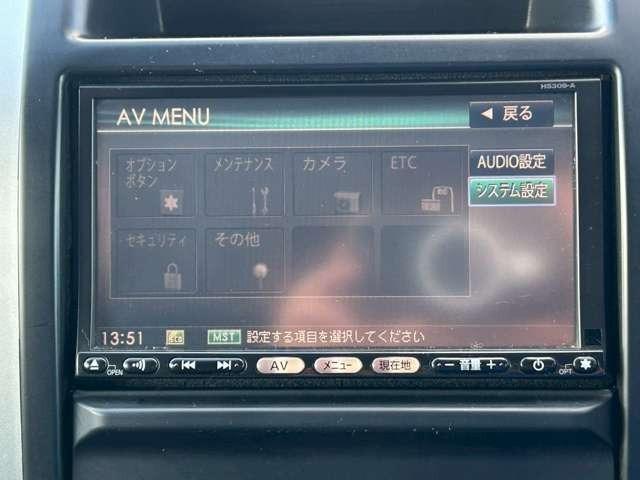 HS309-A
AV MENU
◀ 戻る
オプション
ボタン
メンテナンス
カメラ
ETC
AUDIO設定
システム設定
セキュリティ
その他
13:51
MST 設定する項目を選択してください
OPEN
AV
メニュー
現在地
− 音量 +
OPT